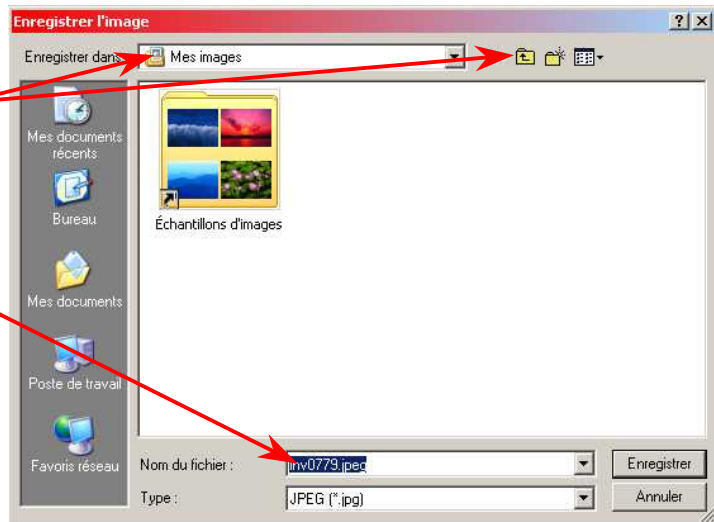 Enregistrer l'image
Enregistrer dans :
Mes images
Mes documents
récents
Bureau
Mes documents
Poste de travail
Favoris réseau
Échantillons d'images
Nom du fichier :
inv0779.jpeg
Enregistrer
Type :
JPEG (*.jpg)
Annuler